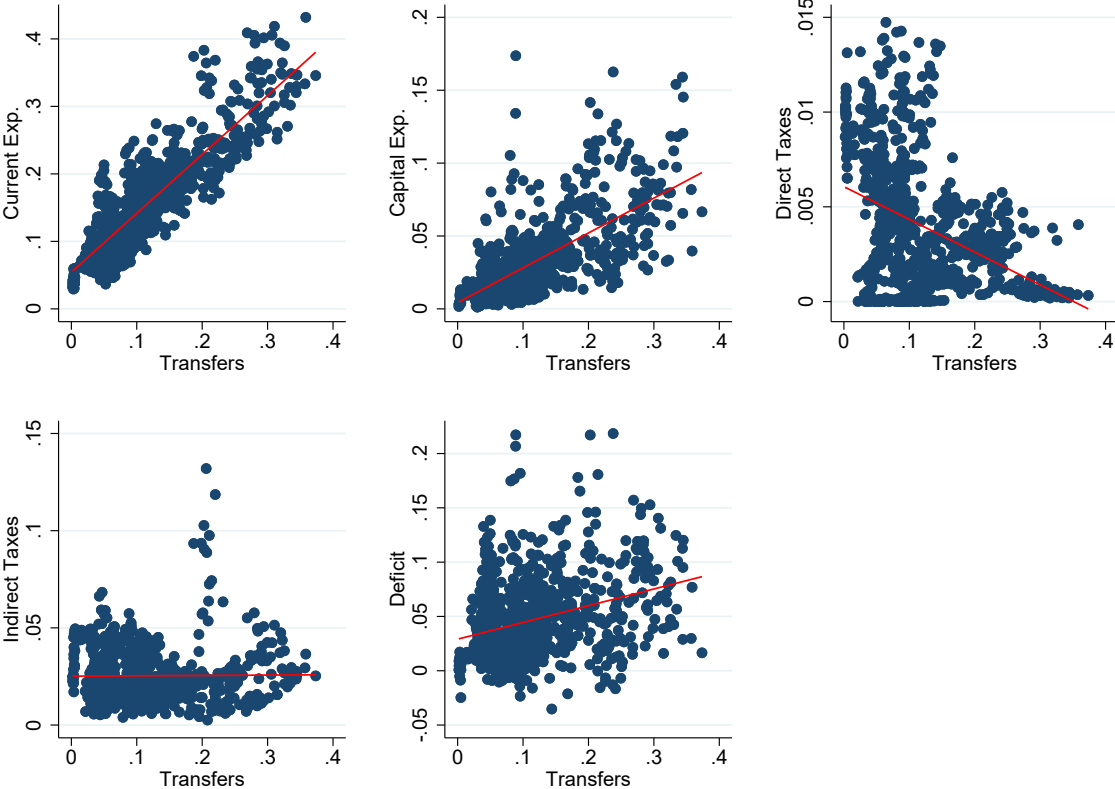 Current Exp.
0 .1 .2 .3 .4
0 .1 .2 .3 .4
Transfers
Capital Exp.
0 .05 .1 .15 .2
0 .1 .2 .3 .4
Transfers
Direct Taxes
0 .005 .01 .015
0 .1 .2 .3 .4
Transfers
Indirect Taxes
0 .05 .1 .15
0 .1 .2 .3 .4
Transfers
Deficit
-.05 0 .05 .1 .15 .2
0 .1 .2 .3 .4
Transfers